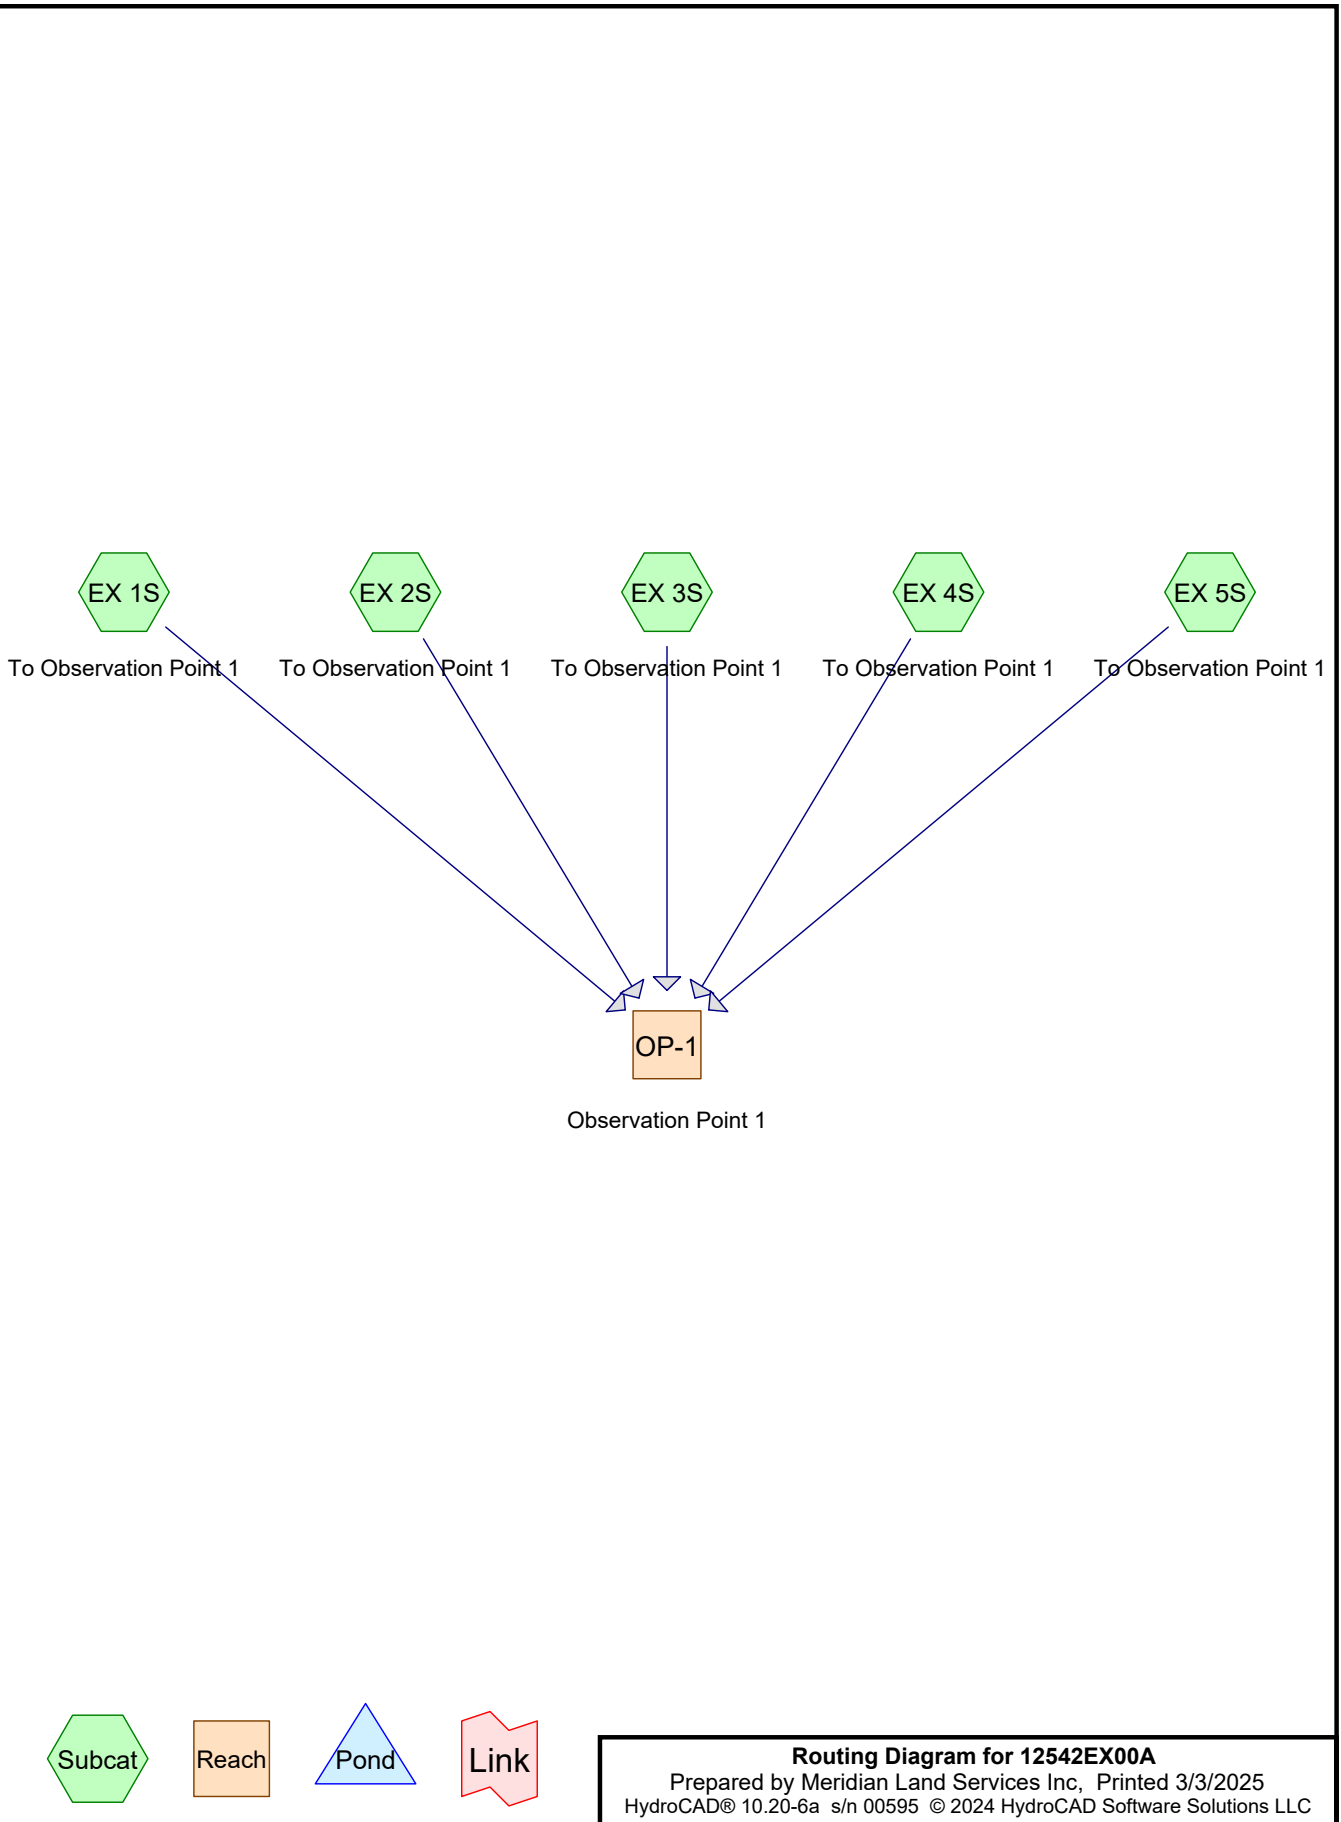 EX 1S
EX 2S
EX 3S
EX 4S
EX 5S
To Observation Point 1
To Observation Point 1
To Observation Point 1
To Observation Point 1
To Observation Point 1
OP-1
Observation Point 1
Subcat
Reach
Pond
Link
Routing Diagram for 12542EX00A
Prepared by Meridian Land Services Inc,  Printed 3/3/2025
HydroCAD® 10.20-6a  s/n 00595  © 2024 HydroCAD Software Solutions LLC